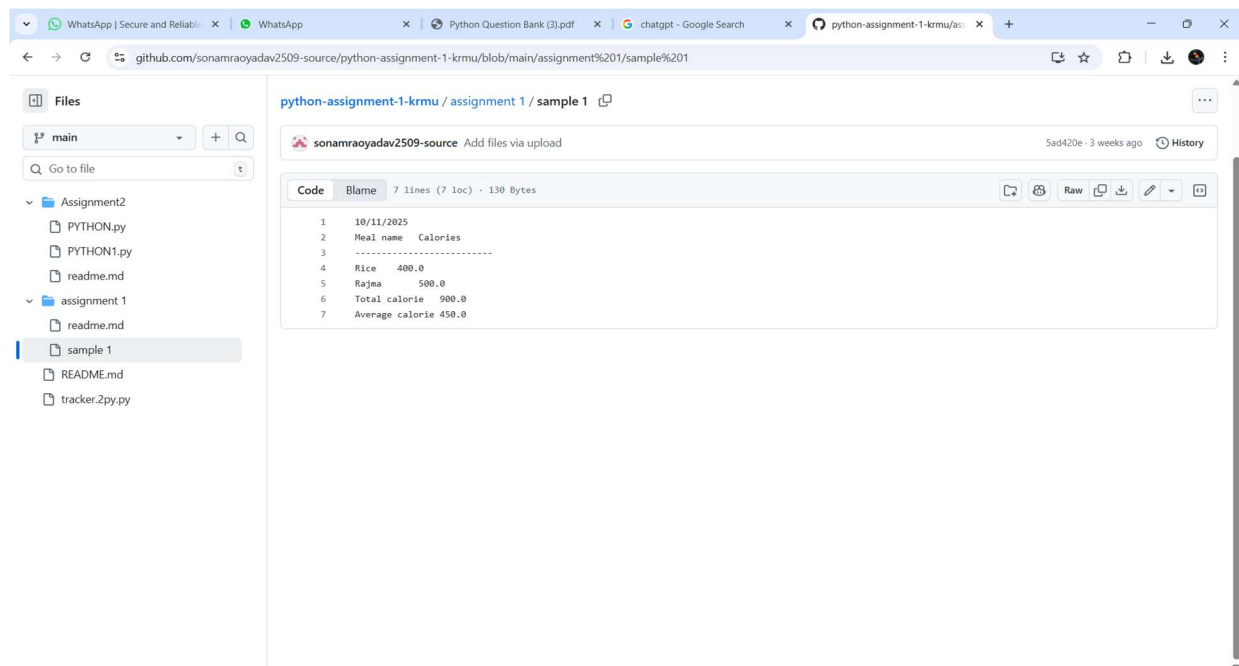 WhatsApp | Secure and Reliable
WhatsApp
Python Question Bank (3).pdf
chatgpt - Google Search
python-assignment-1-krmu/as
github.com/sonamraoyadav2509-source/python-assignment-1-krmu/blob/main/assignment%201/sample%201
Files
main
Go to file
t
Assignment2
PYTHON.py
PYTHON1.py
readme.md
assignment 1
readme.md
sample 1
README.md
tracker.2py.py
python-assignment-1-krmu / assignment 1 / sample 1
sonamraoyadav2509-source Add files via upload
5ad420e · 3 weeks ago
History
Code Blame 7 lines (7 loc) · 130 Bytes
Raw
1 10/11/2025
2 Meal name Calories
3 --------------------------
4 Rice 400.0
5 Rajma 500.0
6 Total calorie 900.0
7 Average calorie 450.0